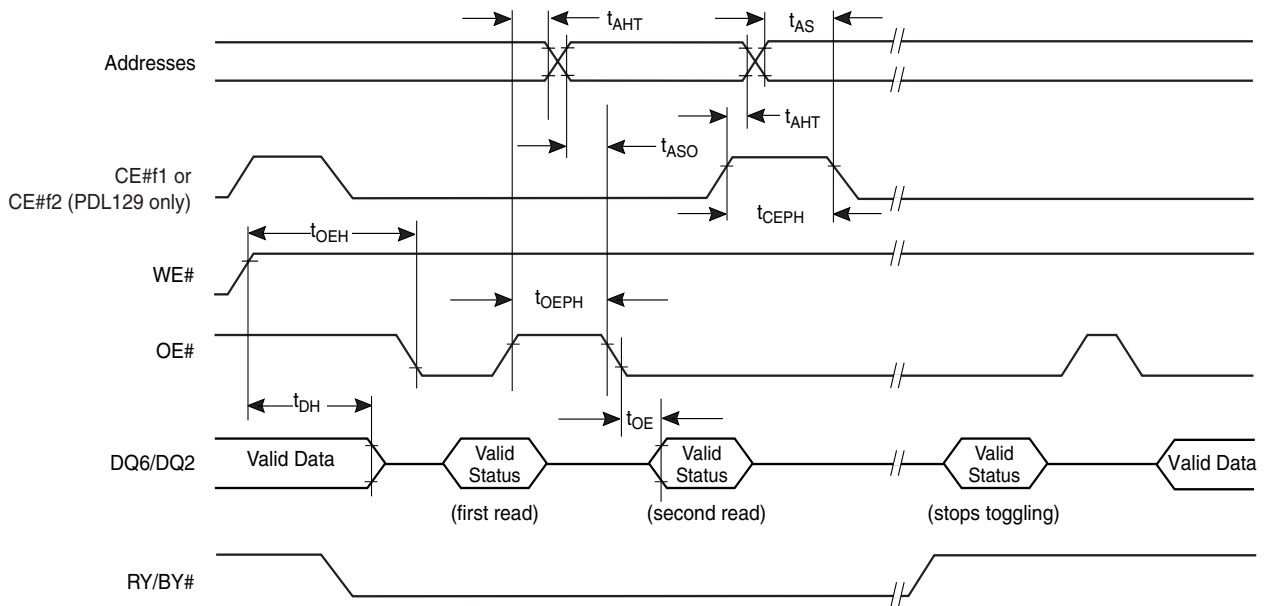 tAHT
tAS
Addresses
tAHT
tASO
CE#f1 or
CE#f2 (PDL129 only)
tCEPH
tOEH
WE#
tOEPH
OE#
tDH
tOE
DQ6/DQ2
Valid Data
Valid
Status
Valid
Status
Valid
Status
Valid Data
(first read)
(second read)
(stops toggling)
RY/BY#